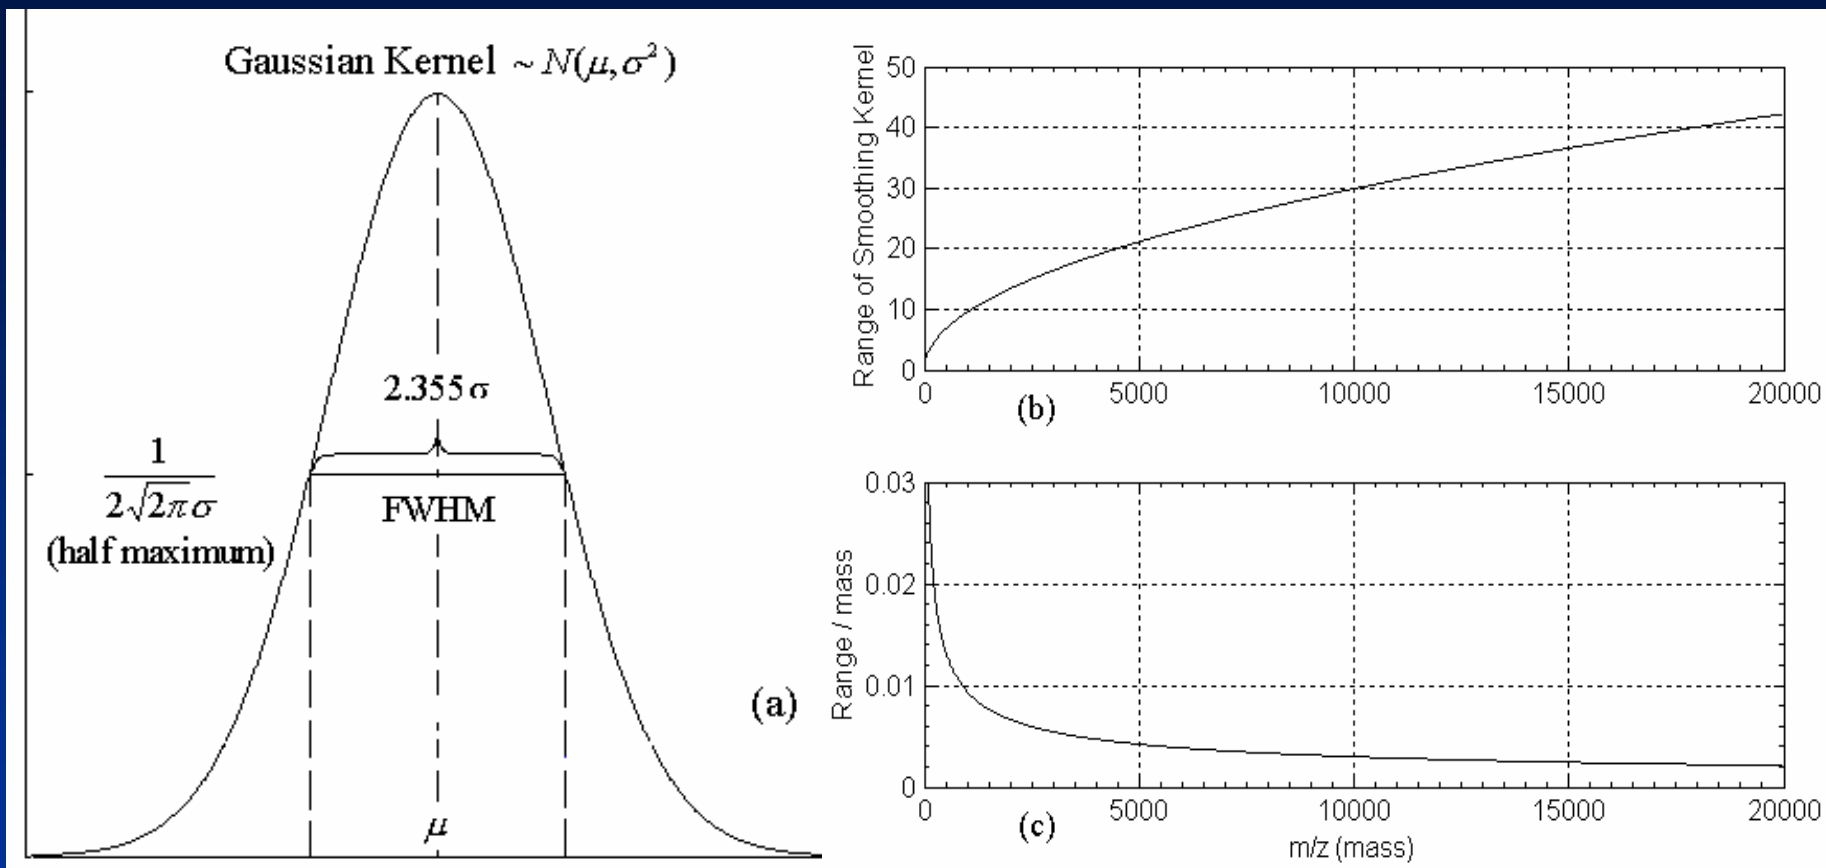 Gaussian Kernel ~ N(μ,σ²)
2.355σ
1
2√2π σ
(half maximum)
FWHM
(a)
μ
Range of Smoothing Kernel
50
40
30
20
10
0
0 5000 10000 15000 20000
(b)
Range / mass
0.03
0.02
0.01
0
0 5000 10000 15000 20000
(c)
m/z (mass)